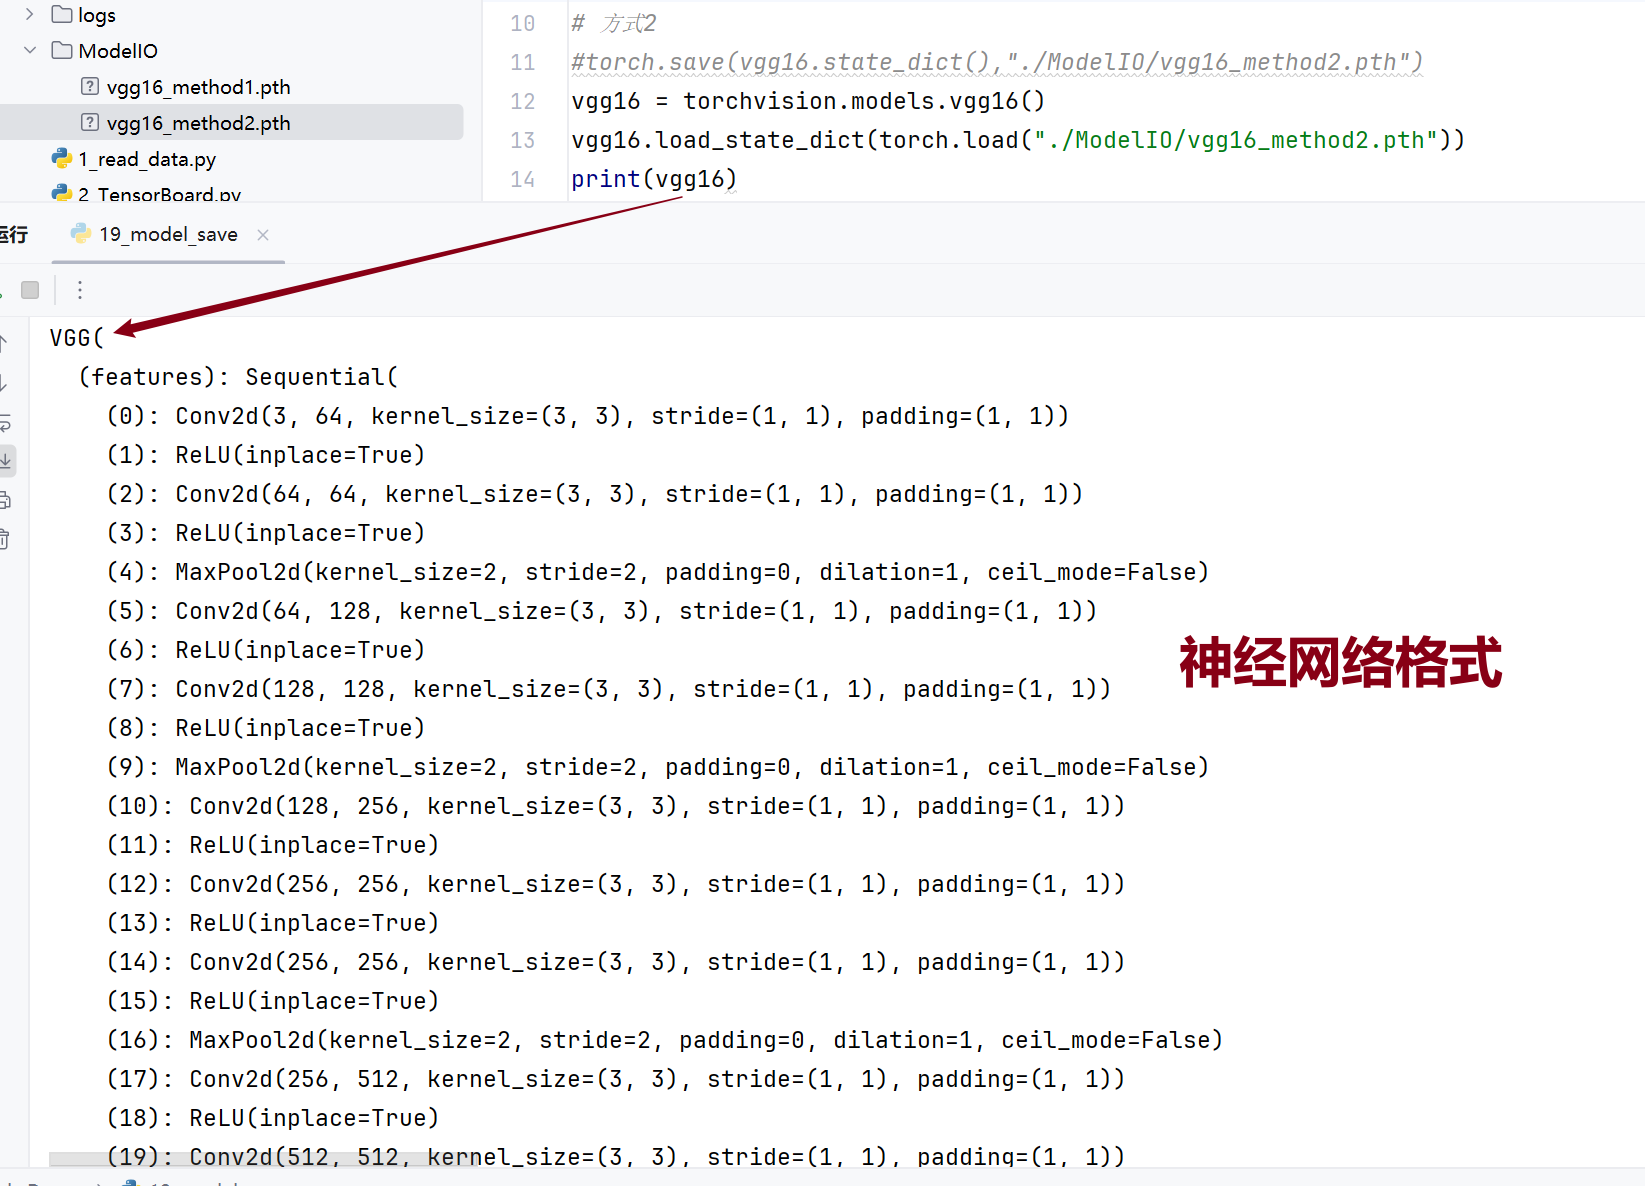 logs
ModelIO
vgg16_method1.pth
vgg16_method2.pth
1_read_data.py
2_TensorBoard.py
10 # 方式2
11 #torch.save(vgg16.state_dict(),"./ModelIO/vgg16_method2.pth")
12 vgg16 = torchvision.models.vgg16()
13 vgg16.load_state_dict(torch.load("./ModelIO/vgg16_method2.pth"))
14 print(vgg16)
运行 19_model_save
VGG(
(features): Sequential(
(0): Conv2d(3, 64, kernel_size=(3, 3), stride=(1, 1), padding=(1, 1))
(1): ReLU(inplace=True)
(2): Conv2d(64, 64, kernel_size=(3, 3), stride=(1, 1), padding=(1, 1))
(3): ReLU(inplace=True)
(4): MaxPool2d(kernel_size=2, stride=2, padding=0, dilation=1, ceil_mode=False)
(5): Conv2d(64, 128, kernel_size=(3, 3), stride=(1, 1), padding=(1, 1))
(6): ReLU(inplace=True)
(7): Conv2d(128, 128, kernel_size=(3, 3), stride=(1, 1), padding=(1, 1))
(8): ReLU(inplace=True)
(9): MaxPool2d(kernel_size=2, stride=2, padding=0, dilation=1, ceil_mode=False)
(10): Conv2d(128, 256, kernel_size=(3, 3), stride=(1, 1), padding=(1, 1))
(11): ReLU(inplace=True)
(12): Conv2d(256, 256, kernel_size=(3, 3), stride=(1, 1), padding=(1, 1))
(13): ReLU(inplace=True)
(14): Conv2d(256, 256, kernel_size=(3, 3), stride=(1, 1), padding=(1, 1))
(15): ReLU(inplace=True)
(16): MaxPool2d(kernel_size=2, stride=2, padding=0, dilation=1, ceil_mode=False)
(17): Conv2d(256, 512, kernel_size=(3, 3), stride=(1, 1), padding=(1, 1))
(18): ReLU(inplace=True)
(19): Conv2d(512, 512, kernel_size=(3, 3), stride=(1, 1), padding=(1, 1))
神经网络格式